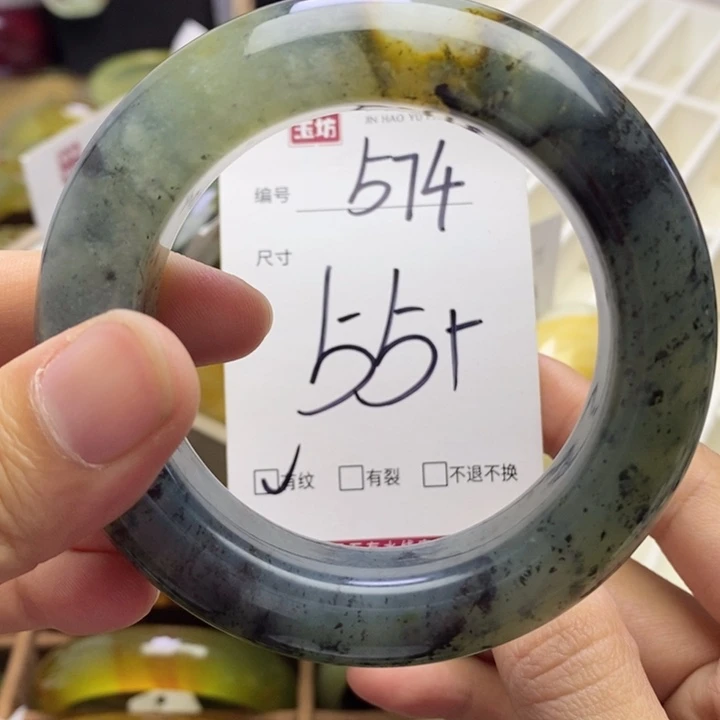 玉坊
JIN HAO YU
编号 574
尺寸
55+
有纹 有裂 不退不换